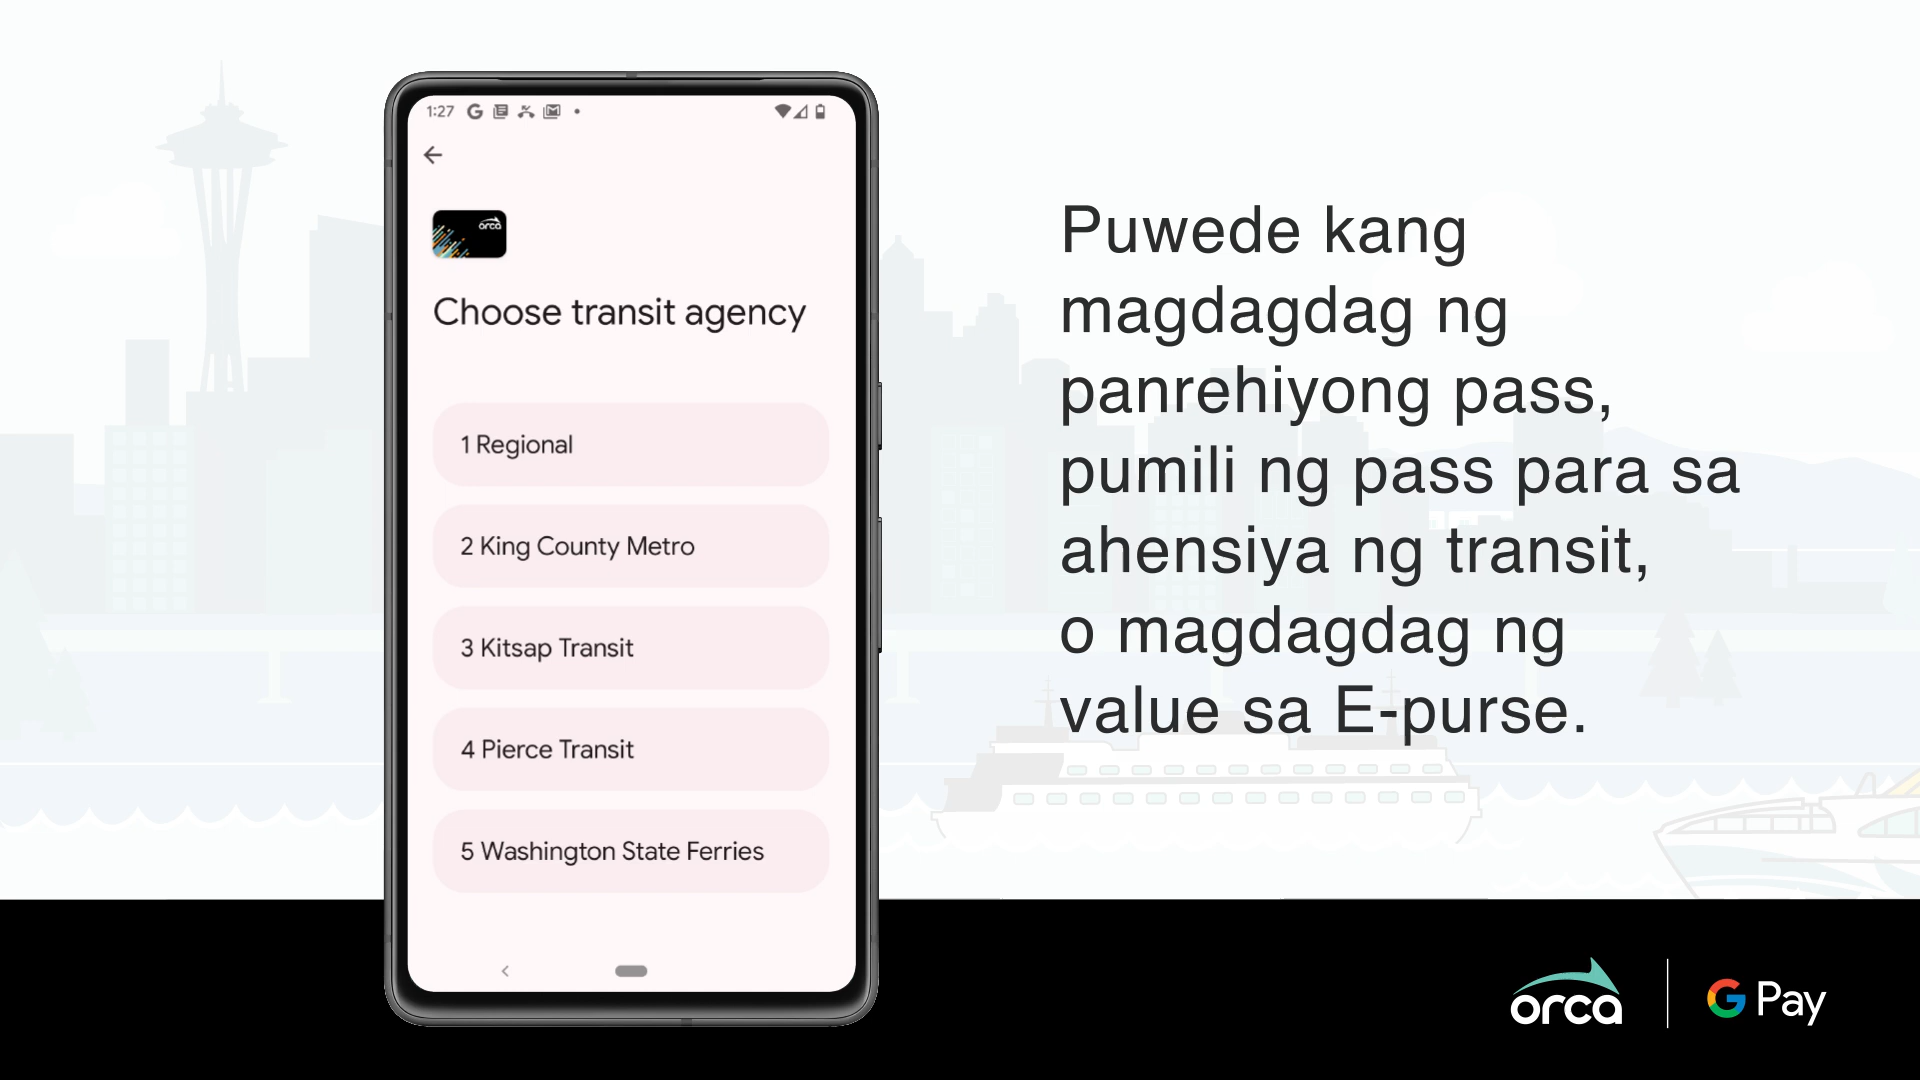 1:27
orca
Choose transit agency
1 Regional
2 King County Metro
3 Kitsap Transit
4 Pierce Transit
5 Washington State Ferries
Puwede kang
magdagdag ng
panrehiyong pass,
pumili ng pass para sa
ahensiya ng transit,
o magdagdag ng
value sa E-purse.
orca
G Pay